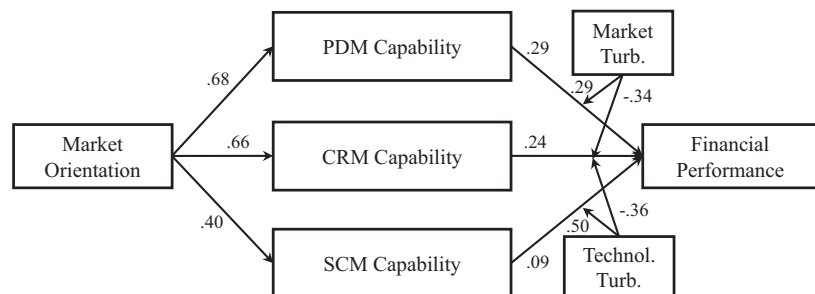 PDM Capability
.29
Market
Turb.
.68
.29
-.34
Market
Orientation
.66
CRM Capability
.24
Financial
Performance
.40
-.36
.50
SCM Capability
.09
Technol.
Turb.